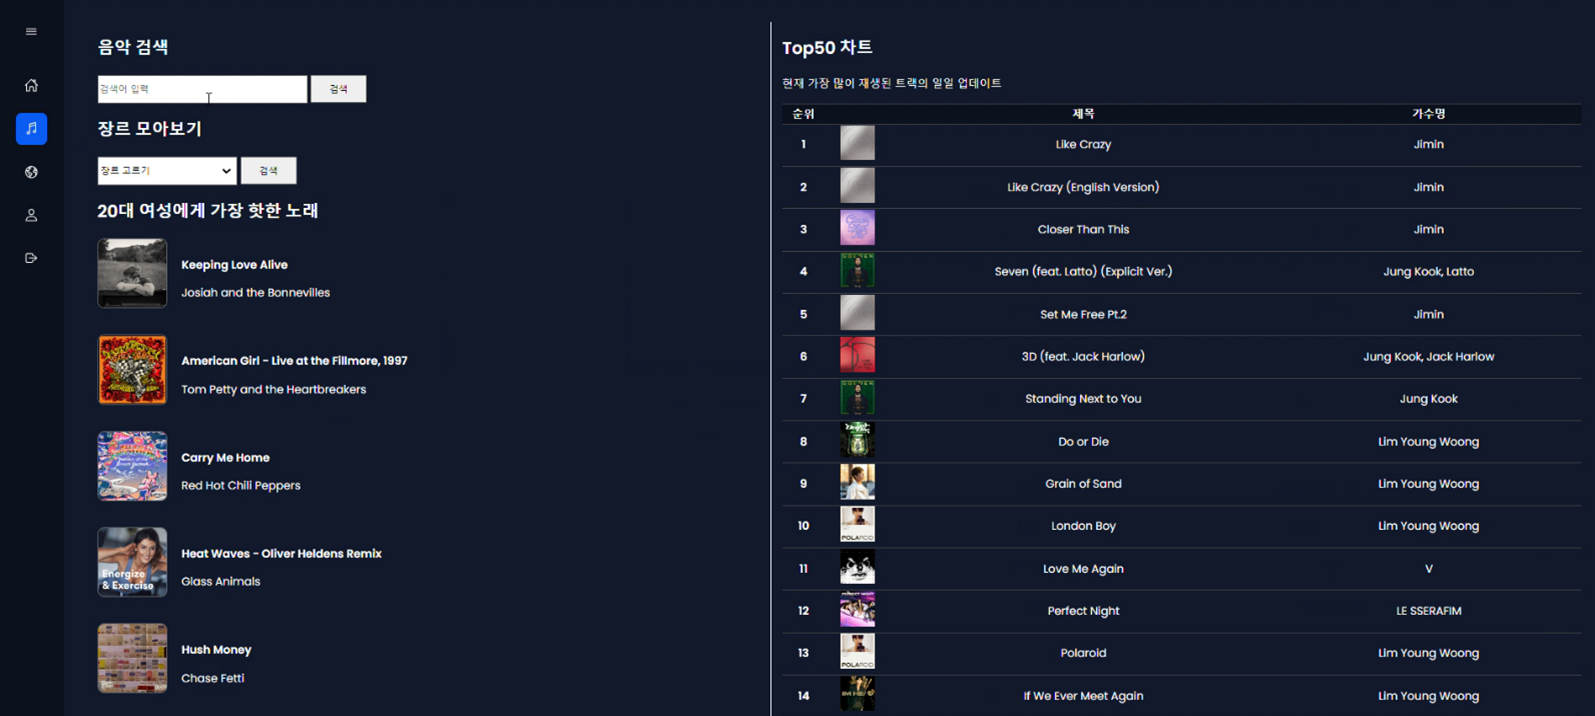 음악 검색
검색어 입력
검색
장르 모아보기
장르 고르기
검색
20대 여성에게 가장 핫한 노래
Keeping Love Alive
Josiah and the Bonnevilles
American Girl - Live at the Fillmore, 1997
Tom Petty and the Heartbreakers
Carry Me Home
Red Hot Chili Peppers
Energize
& Exercise
Heat Waves - Oliver Heldens Remix
Glass Animals
Hush Money
Chase Fetti
Top50 차트
현재 가장 많이 재생된 트랙의 일일 업데이트
순위 제목 가수명
1 Like Crazy Jimin
2 Like Crazy (English Version) Jimin
3 Closer Than This Jimin
4 Seven (feat. Latto) (Explicit Ver.) Jung Kook, Latto
5 Set Me Free Pt.2 Jimin
6 3D (feat. Jack Harlow) Jung Kook, Jack Harlow
7 Standing Next to You Jung Kook
8 Do or Die Lim Young Woong
9 Grain of Sand Lim Young Woong
10 POLAROID London Boy Lim Young Woong
11 Love Me Again V
12 PERFECT NIGHT Perfect Night LE SSERAFIM
13 POLAROID Polaroid Lim Young Woong
14 IM HERO If We Ever Meet Again Lim Young Woong